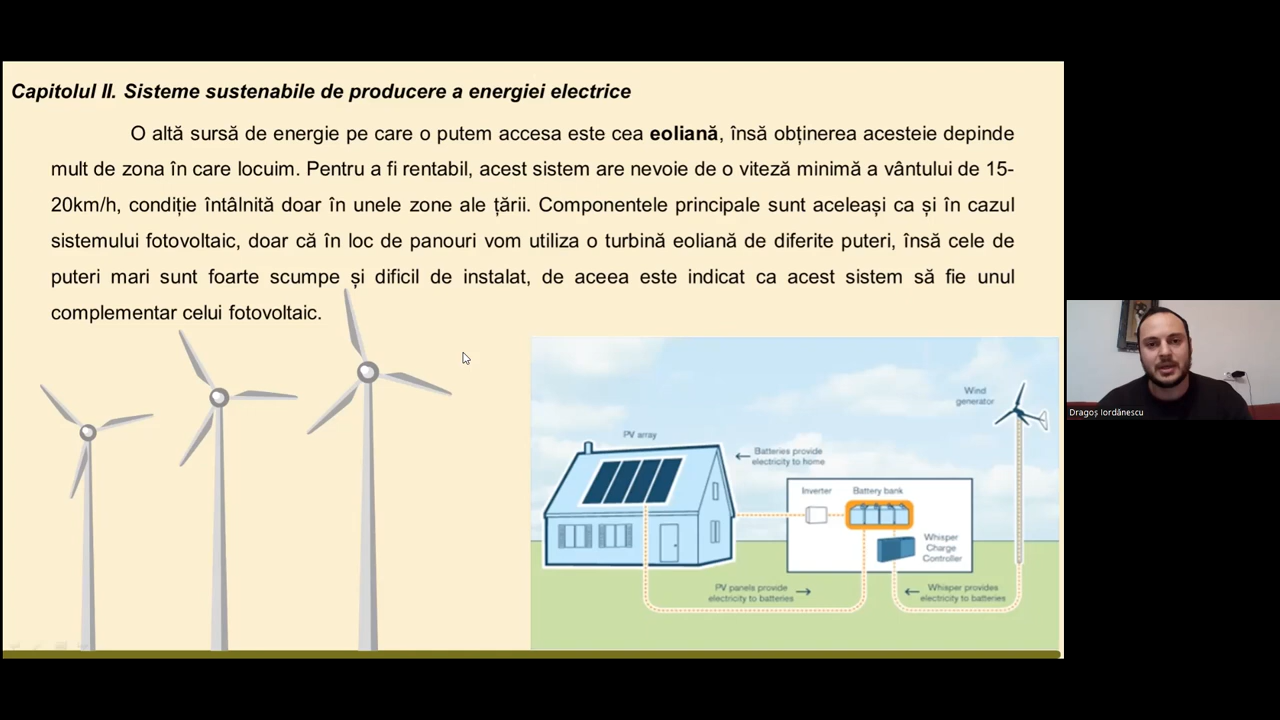 Capitolul II. Sisteme sustenabile de producere a energiei electrice
O altă sursă de energie pe care o putem accesa este cea eoliană, însă obținerea acesteie depinde
mult de zona în care locuim. Pentru a fi rentabil, acest sistem are nevoie de o viteză minimă a vântului de 15-
20km/h, condiție întâlnită doar în unele zone ale țării. Componentele principale sunt aceleași ca și în cazul
sistemului fotovoltaic, doar că în loc de panouri vom utiliza o turbină eoliană de diferite puteri, însă cele de
puteri mari sunt foarte scumpe și dificil de instalat, de aceea este indicat ca acest sistem să fie unul
complementar celui fotovoltaic.
Wind
generator
PV array
Batteries provide
electricity to home
Inverter
Battery bank
Whisper
Charge
Controller
PV panels provide
electricity to batteries
Whisper provides
electricity to batteries
Dragoș Iordănescu